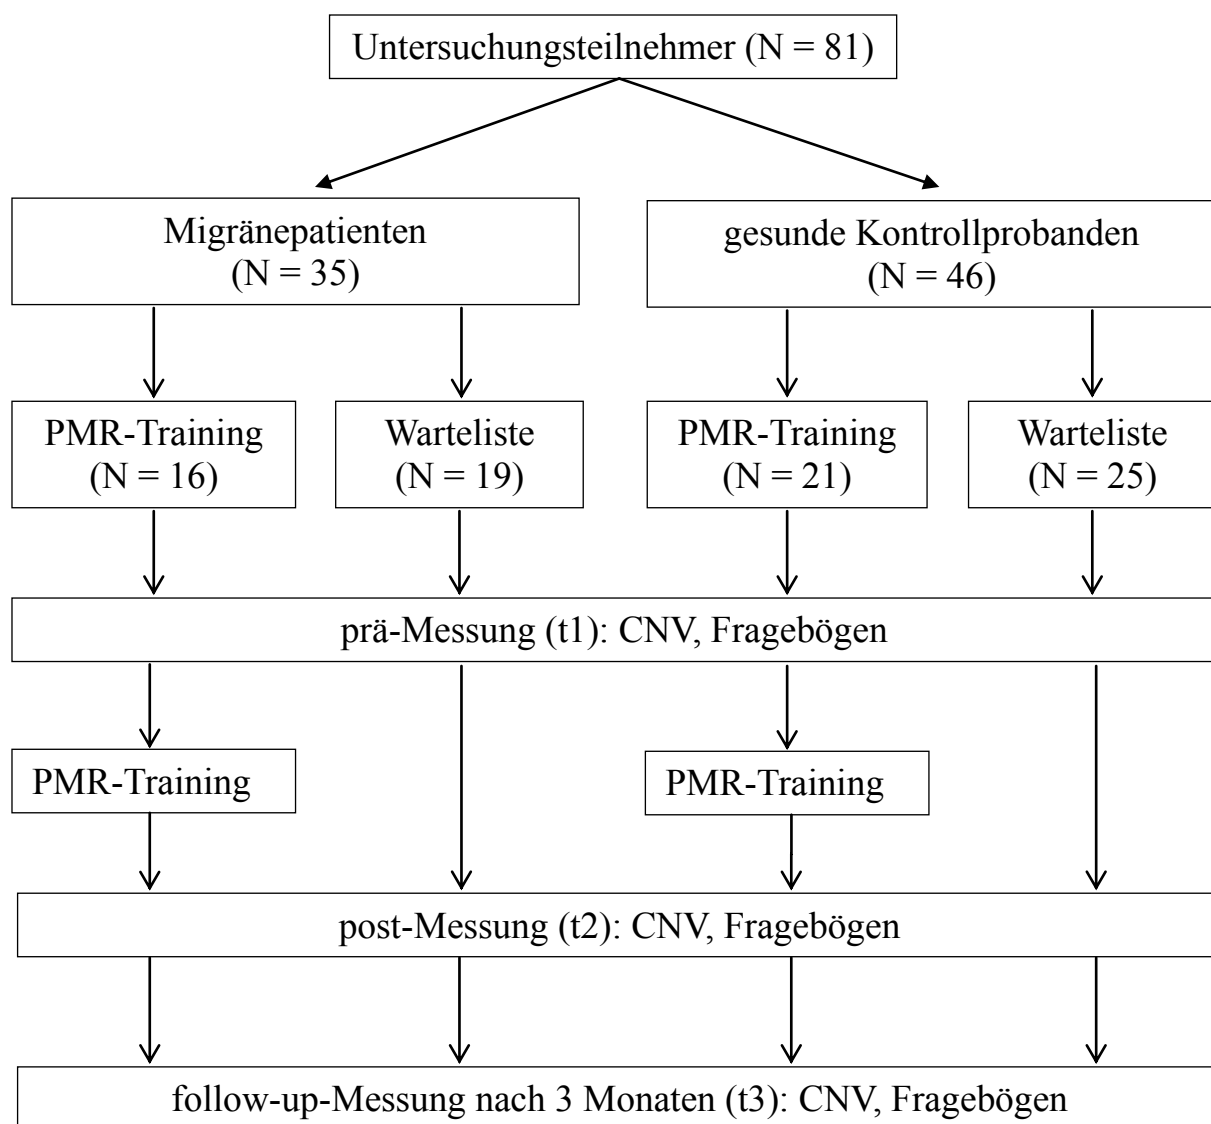 Untersuchungsteilnehmer (N = 81)
Migränepatienten
(N = 35)
gesunde Kontrollprobanden
(N = 46)
PMR-Training
(N = 16)
Warteliste
(N = 19)
PMR-Training
(N = 21)
Warteliste
(N = 25)
prä-Messung (t1): CNV, Fragebögen
PMR-Training
PMR-Training
post-Messung (t2): CNV, Fragebögen
follow-up-Messung nach 3 Monaten (t3): CNV, Fragebögen